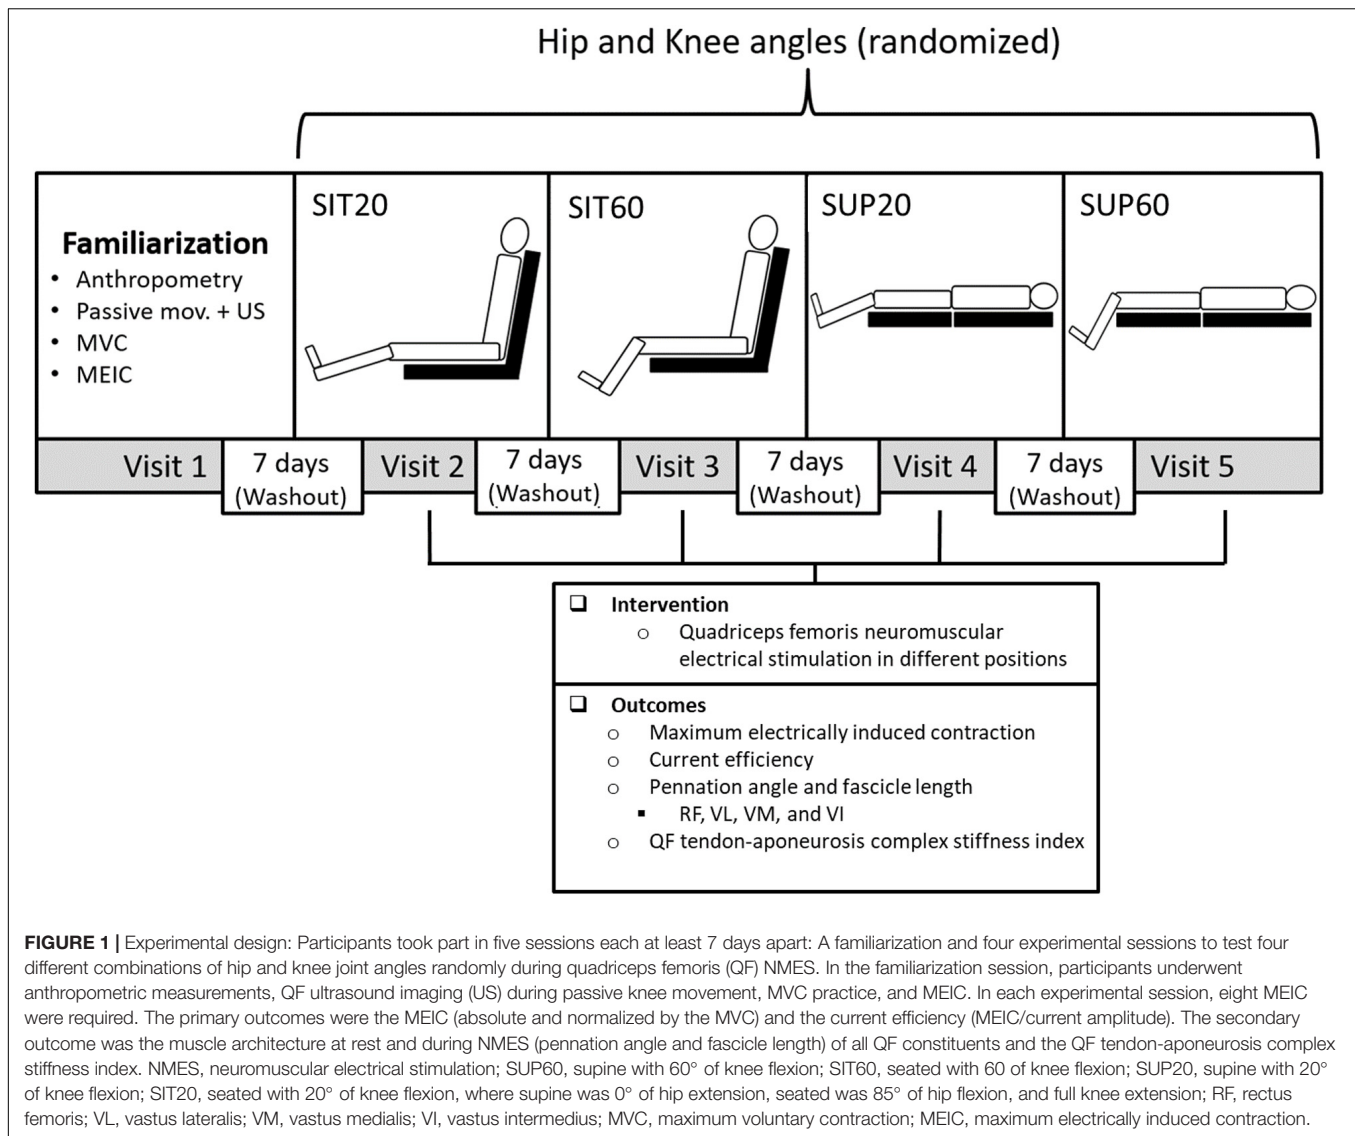 Hip and Knee angles (randomized)
SIT20
SIT60
SUP20
SUP60
Familiarization
• Anthropometry
• Passive mov. + US
• MVC
• MEIC
Visit 1
7 days
(Washout)
Visit 2
7 days
(Washout)
Visit 3
7 days
(Washout)
Visit 4
7 days
(Washout)
Visit 5
❑ Intervention
o Quadriceps femoris neuromuscular
electrical stimulation in different positions
❑ Outcomes
o Maximum electrically induced contraction
o Current efficiency
o Pennation angle and fascicle length
▪ RF, VL, VM, and VI
o QF tendon-aponeurosis complex stiffness index
FIGURE 1 | Experimental design: Participants took part in five sessions each at least 7 days apart: A familiarization and four experimental sessions to test four
different combinations of hip and knee joint angles randomly during quadriceps femoris (QF) NMES. In the familiarization session, participants underwent
anthropometric measurements, QF ultrasound imaging (US) during passive knee movement, MVC practice, and MEIC. In each experimental session, eight MEIC
were required. The primary outcomes were the MEIC (absolute and normalized by the MVC) and the current efficiency (MEIC/current amplitude). The secondary
outcome was the muscle architecture at rest and during NMES (pennation angle and fascicle length) of all QF constituents and the QF tendon-aponeurosis complex
stiffness index. NMES, neuromuscular electrical stimulation; SUP60, supine with 60° of knee flexion; SIT60, seated with 60 of knee flexion; SUP20, supine with 20°
of knee flexion; SIT20, seated with 20° of knee flexion, where supine was 0° of hip extension, seated was 85° of hip flexion, and full knee extension; RF, rectus
femoris; VL, vastus lateralis; VM, vastus medialis; VI, vastus intermedius; MVC, maximum voluntary contraction; MEIC, maximum electrically induced contraction.